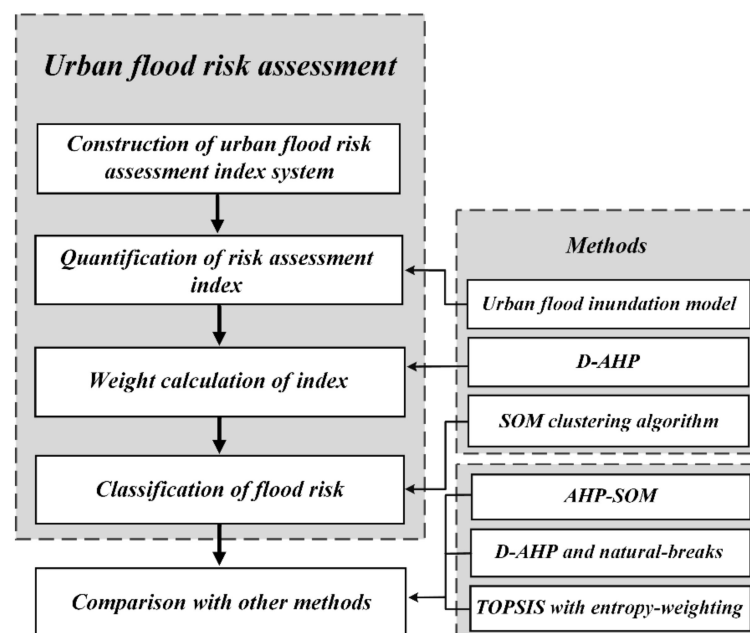 Urban flood risk assessment
Construction of urban flood risk
assessment index system
Quantification of risk assessment
index
Weight calculation of index
Classification of flood risk
Comparison with other methods
Methods
Urban flood inundation model
D-AHP
SOM clustering algorithm
AHP-SOM
D-AHP and natural-breaks
TOPSIS with entropy-weighting